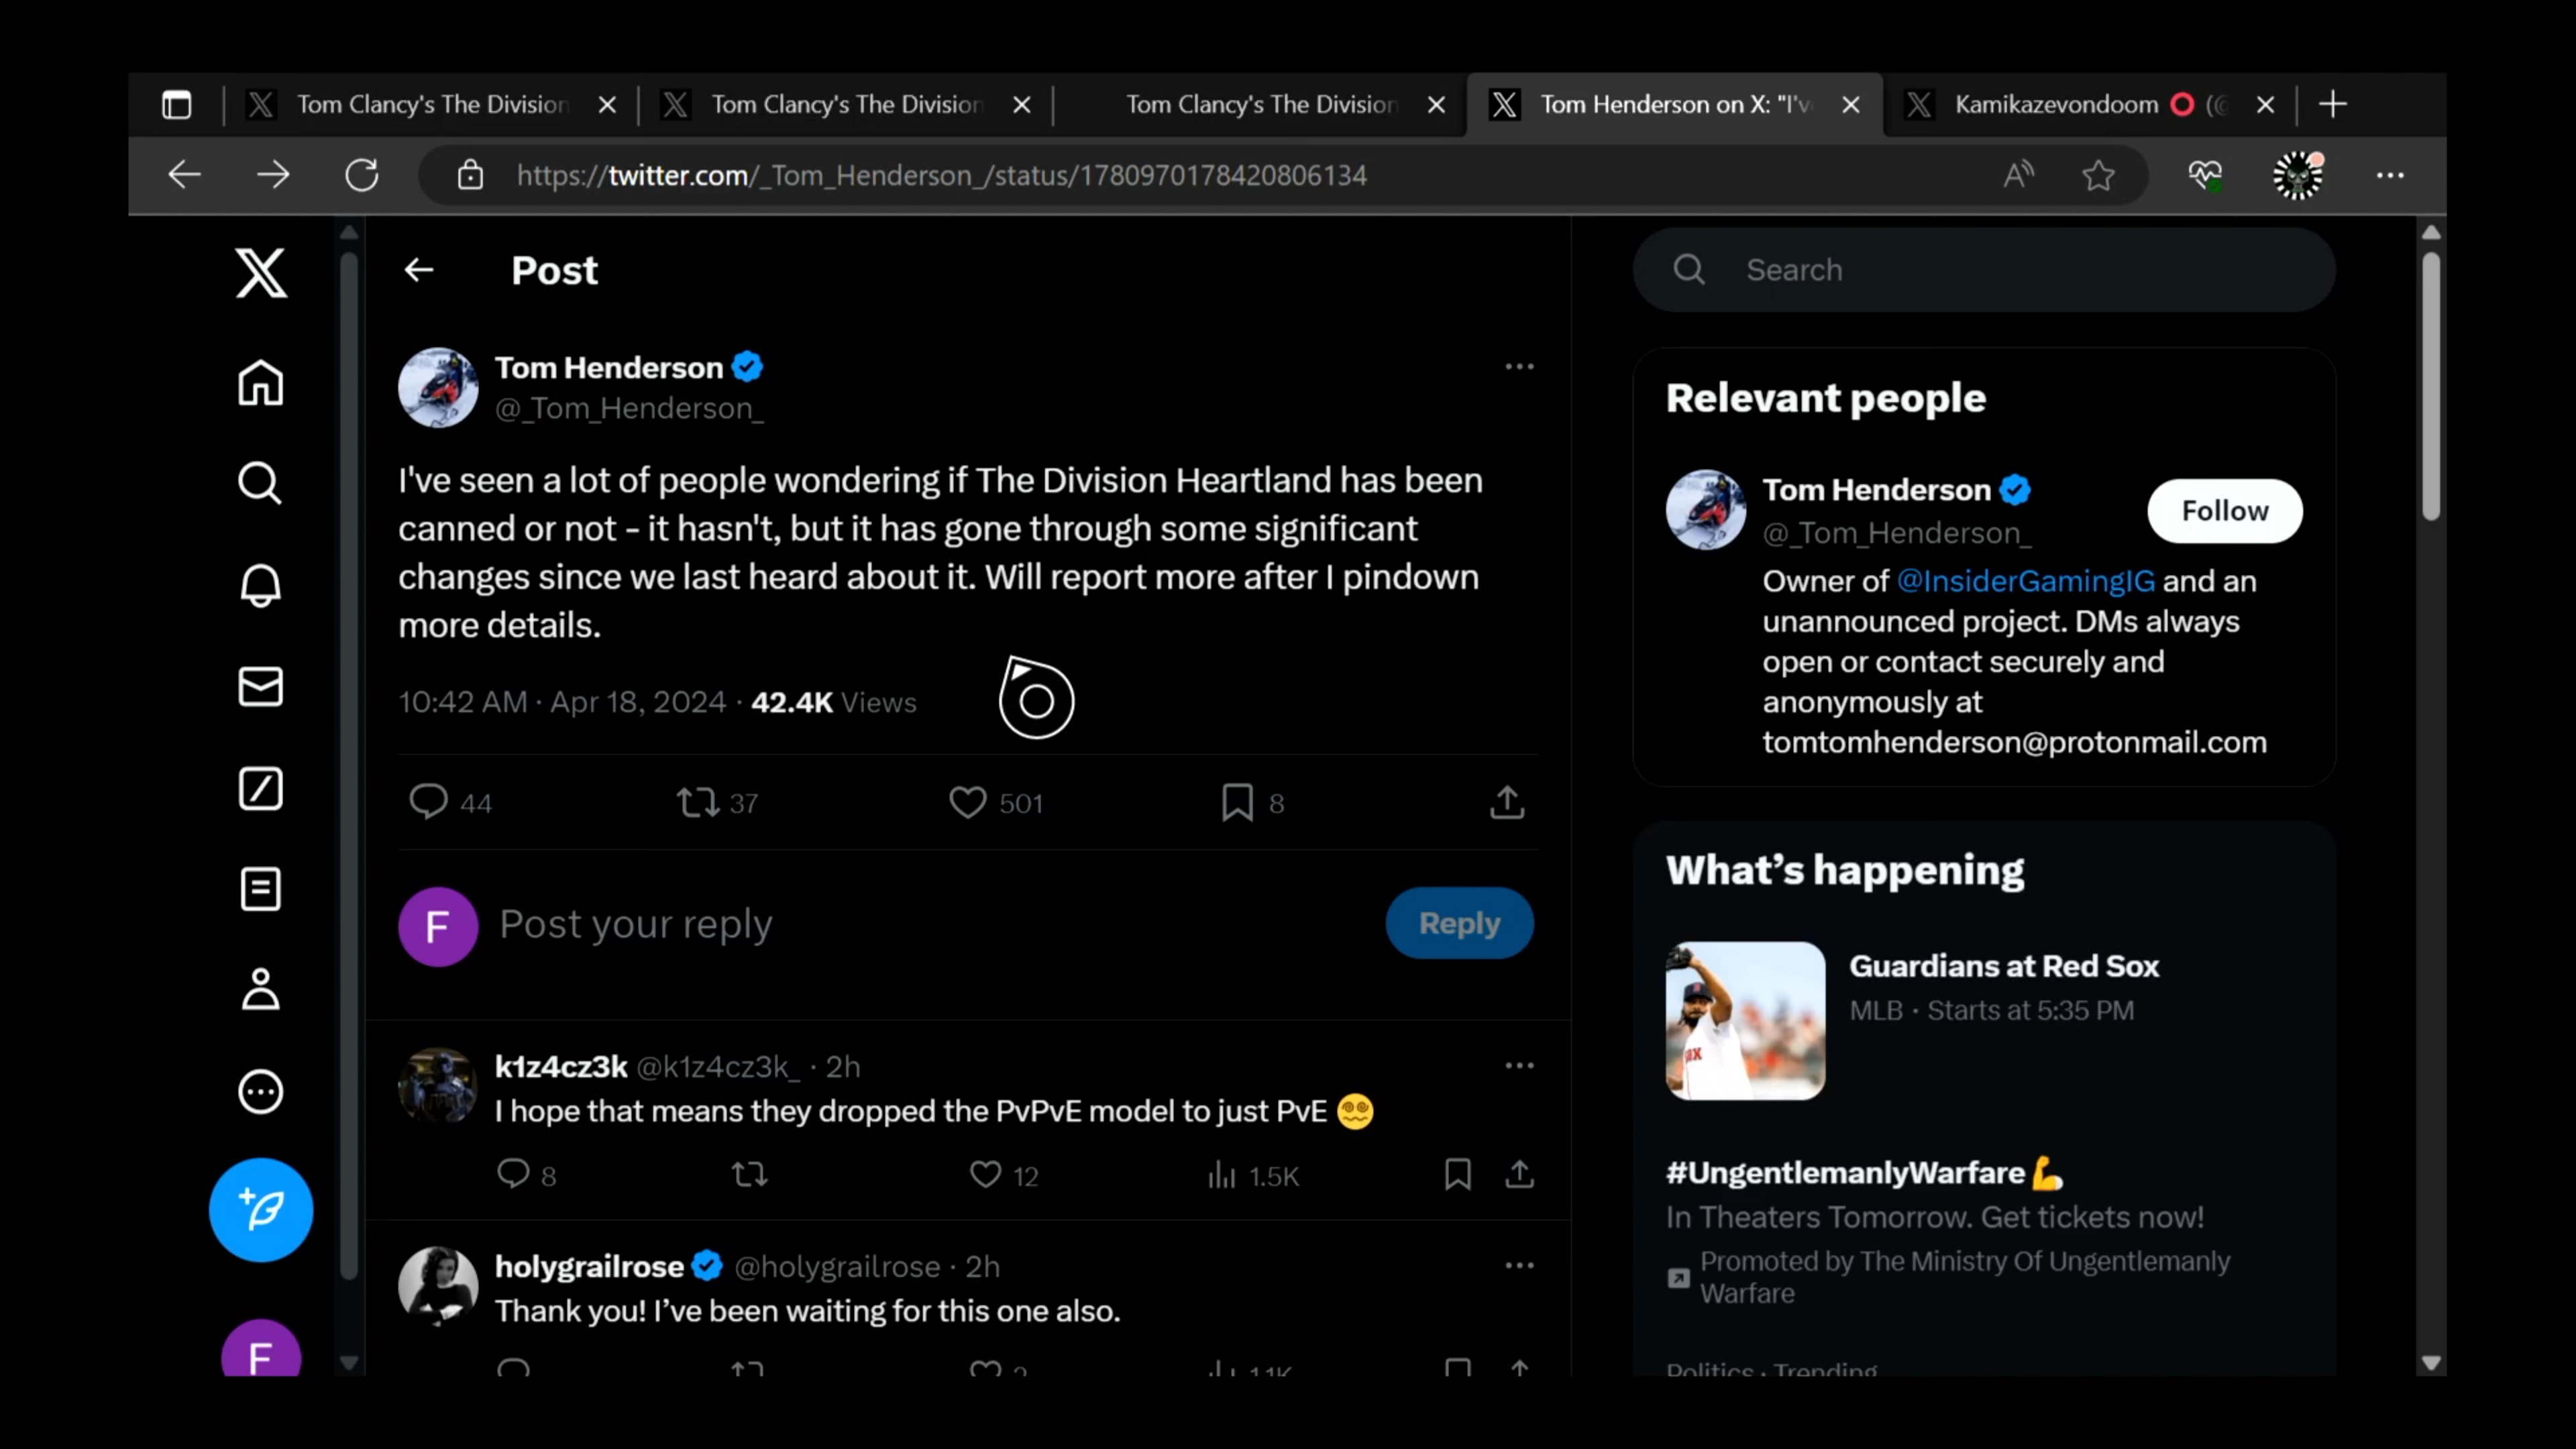 Tom Clancy's The Division
Tom Clancy's The Division
Tom Clancy's The Division
Tom Henderson on X: "I'v
Kamikazevondoom ⭕ (@
https://twitter.com/_Tom_Henderson_/status/1780970178420806134
Post
Tom Henderson
@_Tom_Henderson_
I've seen a lot of people wondering if The Division Heartland has been
canned or not - it hasn't, but it has gone through some significant
changes since we last heard about it. Will report more after I pindown
more details.
10:42 AM · Apr 18, 2024 · 42.4K Views
44 37 501 8
F Post your reply Reply
k1z4cz3k @k1z4cz3k_ · 2h
I hope that means they dropped the PvPvE model to just PvE 😵‍💫
8 12 1.5K
holygrailrose @holygrailrose · 2h
Thank you! I've been waiting for this one also.
2 1.1K
F
Search
Relevant people
Tom Henderson
@_Tom_Henderson_
Follow
Owner of @InsiderGamingIG and an
unannounced project. DMs always
open or contact securely and
anonymously at
tomtomhenderson@protonmail.com
What's happening
Guardians at Red Sox
MLB · Starts at 5:35 PM
#UngentlemanlyWarfare 💪
In Theaters Tomorrow. Get tickets now!
Promoted by The Ministry Of Ungentlemanly
Warfare
Politics · Trending